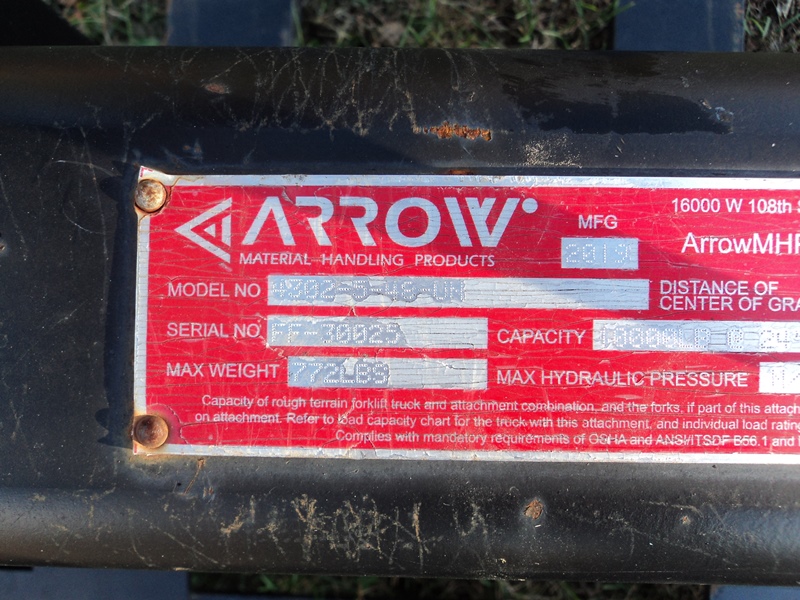 ARROW
MATERIAL HANDLING PRODUCTS
MFG 2019
16000 W 108th
ArrowMHP
MODEL NO
DISTANCE OF
CENTER OF GRA
SERIAL NO FF-30025
CAPACITY
MAX WEIGHT 772LBS
MAX HYDRAULIC PRESSURE
Capacity of rough terrain forklift truck and attachment combination, and the forks, if part of this attach
on attachment. Refer to load capacity chart for the truck with this attachment, and individual load rating
Complies with mandetory requirements of OSHA and ANSI/ITSDF B56.1 and